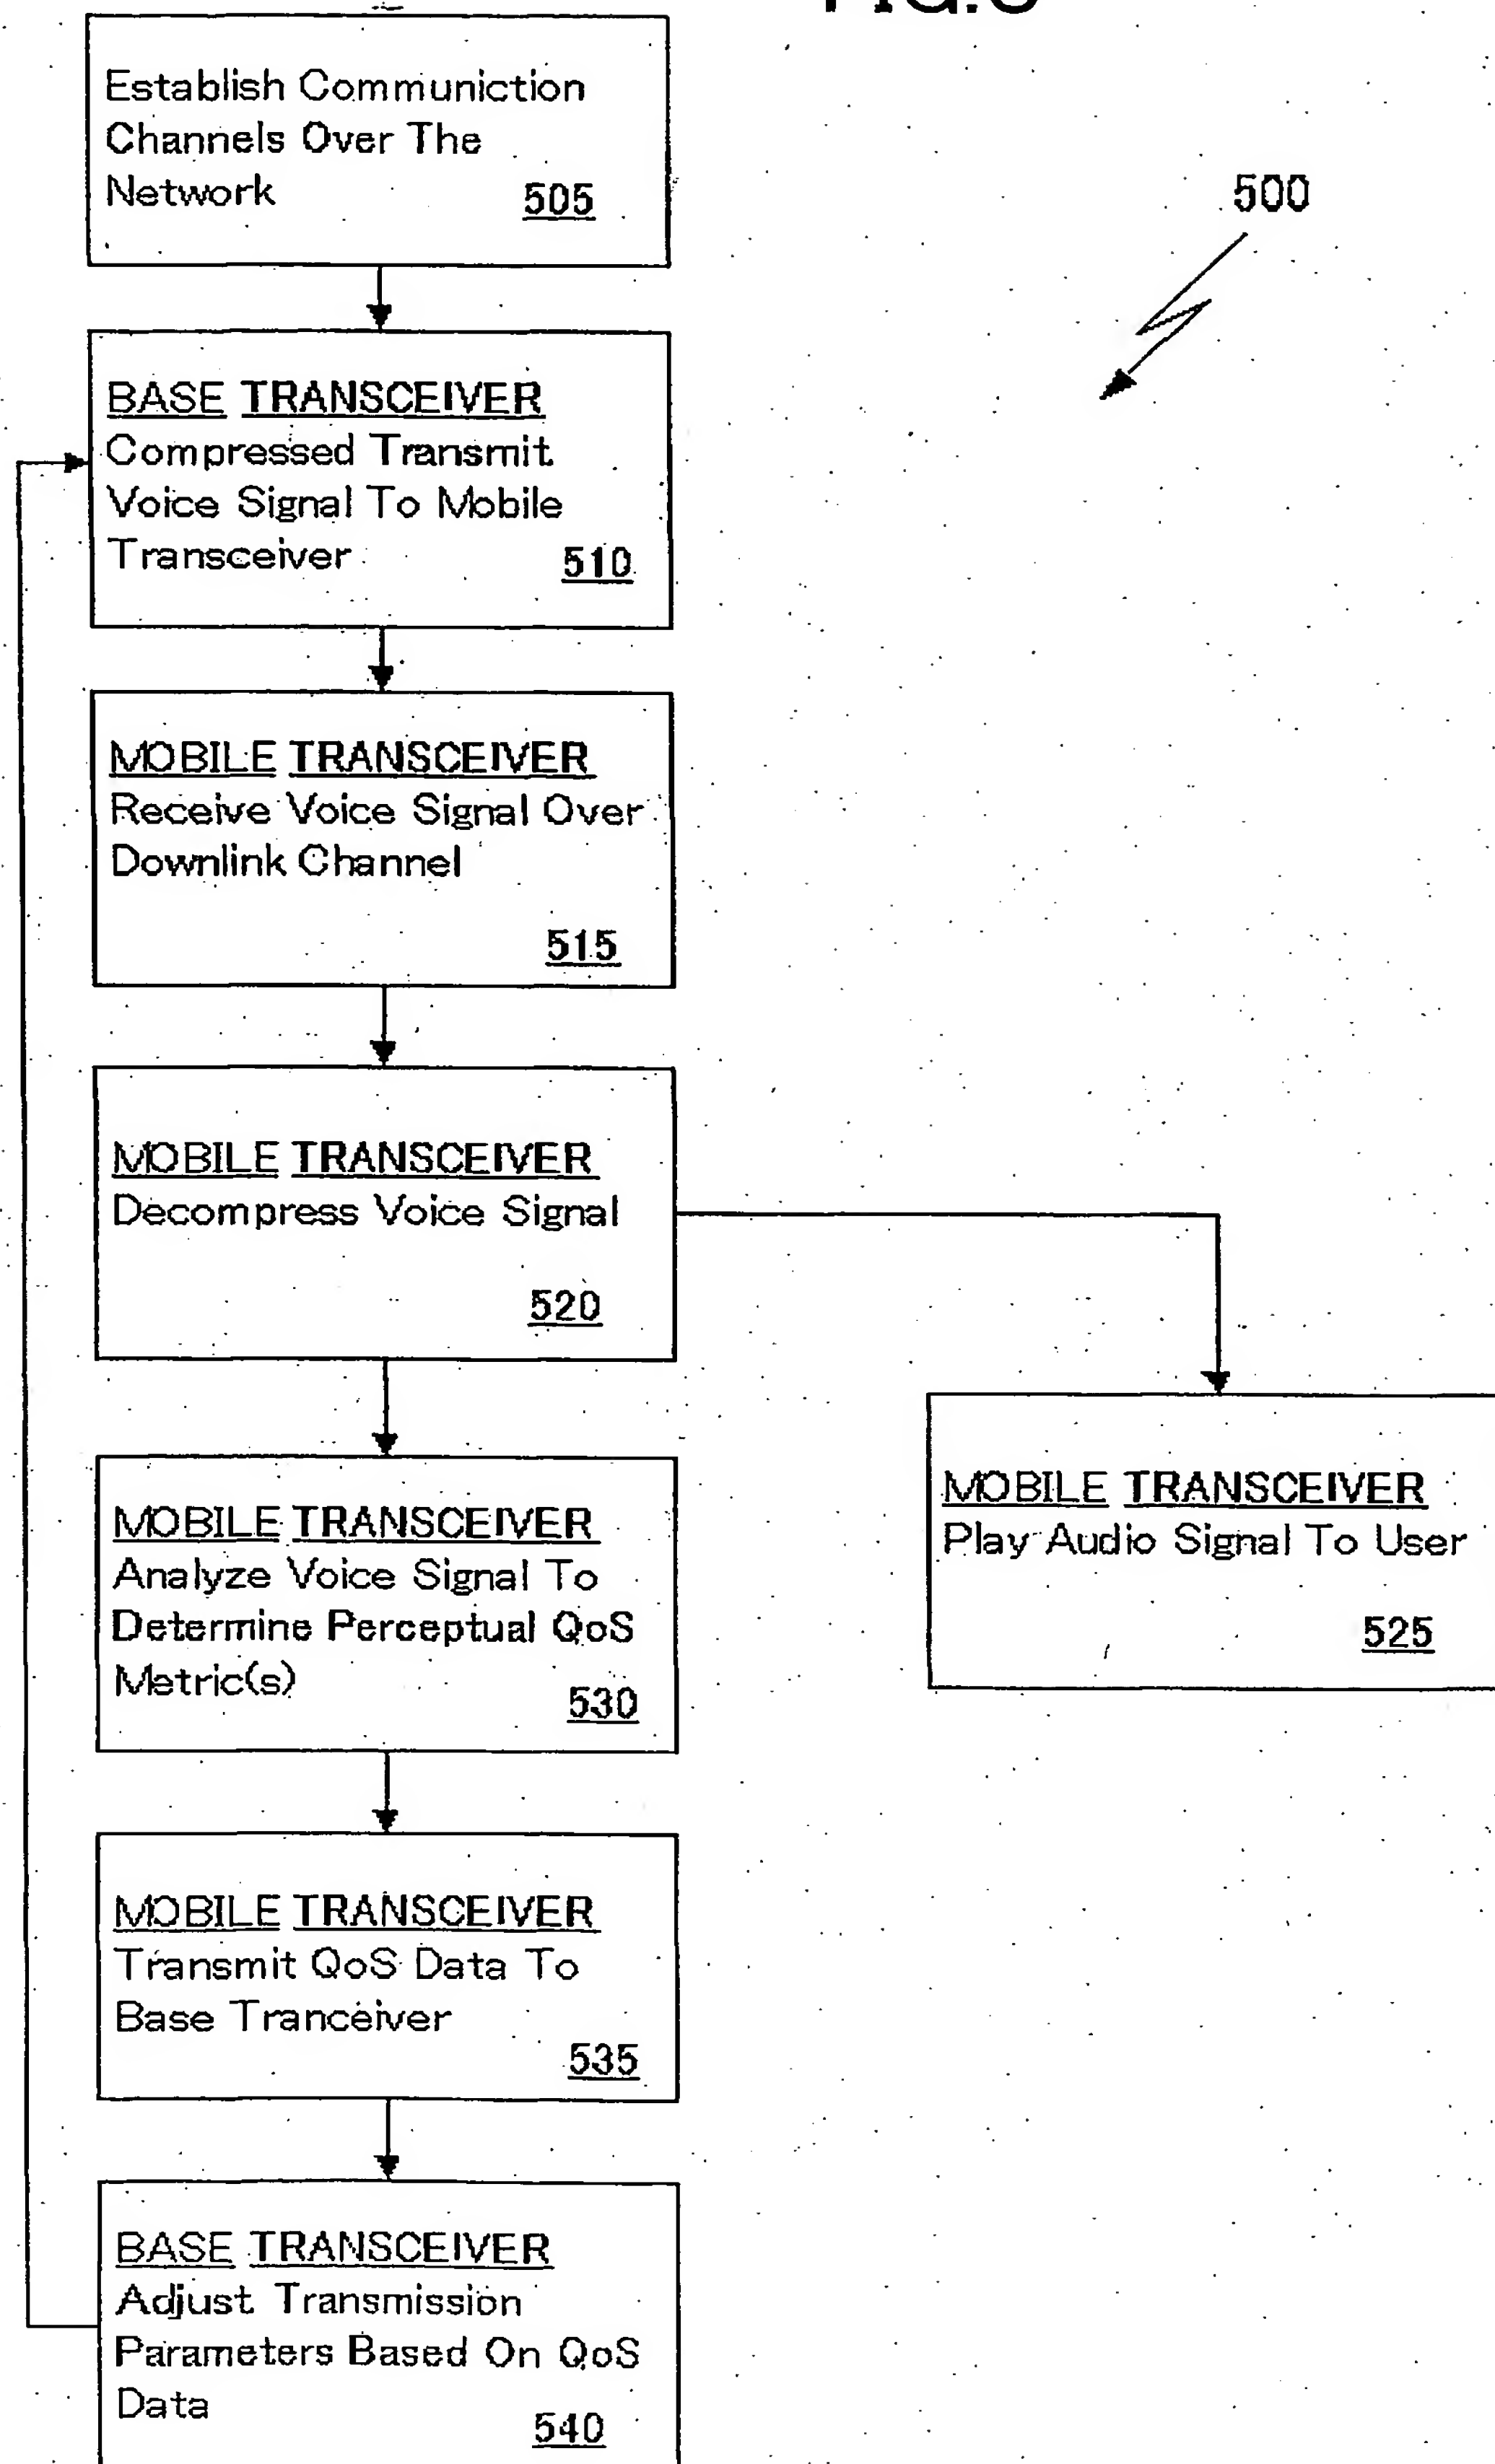 FIG.
Establish Communiction
Channels Over The
Network
505
500
BASE TRANSCEIVER
Compressed Transmit
Voice Signal To Mobile
Transceiver
510
MOBILE TRANSCEIVER
Receive Voice Signal Over
Downlink Channel
515
MOBILE TRANSCEIVER
Decompress Voice Signal
520
MOBILE TRANSCEIVER
Play Audio Signal To User
525
MOBILE TRANSCEIVER
Analyze Voice Signal To
Determine Perceptual QoS
Metric(s)
530
MOBILE TRANSCEIVER
Transmit QoS Data To
Base Tranceiver
535
BASE TRANSCEIVER
Adjust Transmission
Parameters Based On QoS
Data
540